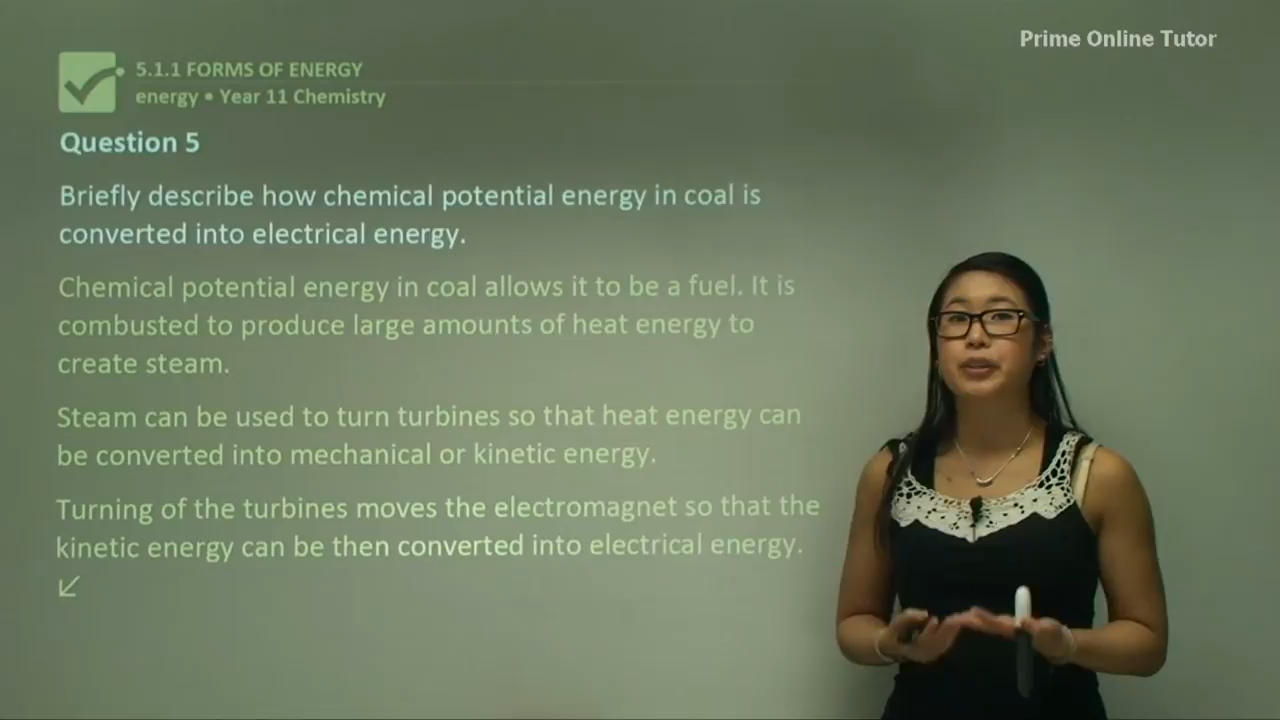 Prime Online Tutor
5.1.1 FORMS OF ENERGY
energy • Year 11 Chemistry
Question 5
Briefly describe how chemical potential energy in coal is
converted into electrical energy.
Chemical potential energy in coal allows it to be a fuel. It is
combusted to produce large amounts of heat energy to
create steam.
Steam can be used to turn turbines so that heat energy can
be converted into mechanical or kinetic energy.
Turning of the turbines moves the electromagnet so that the
kinetic energy can be then converted into electrical energy.